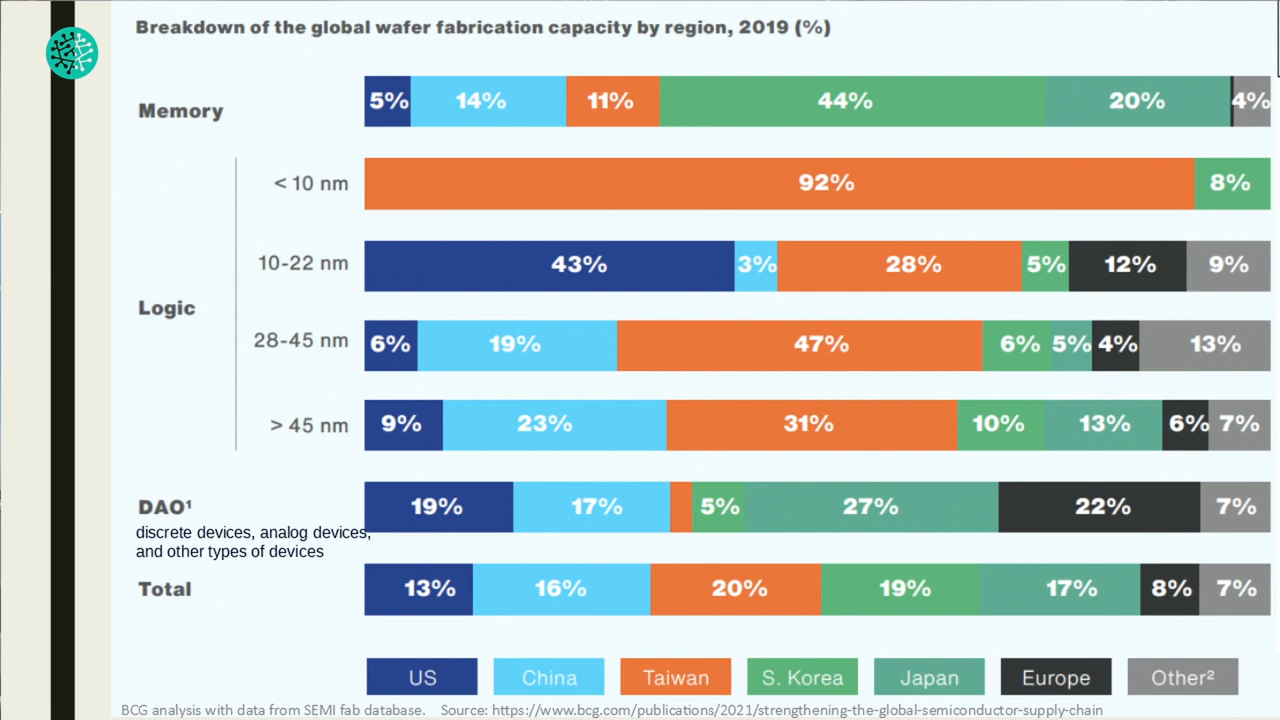 Breakdown of the global wafer fabrication capacity by region, 2019 (%)
Memory
5% 14% 11% 44% 20% 4%
Logic
< 10 nm
92% 8%
10-22 nm
43% 3% 28% 5% 12% 9%
28-45 nm
6% 19% 47% 6% 5% 4% 13%
> 45 nm
9% 23% 31% 10% 13% 6% 7%
DAO¹
19% 17% 5% 27% 22% 7%
discrete devices, analog devices,
and other types of devices
Total
13% 16% 20% 19% 17% 8% 7%
US China Taiwan S. Korea Japan Europe Other²
BCG analysis with data from SEMI fab database. Source: https://www.bcg.com/publications/2021/strengthening-the-global-semiconductor-supply-chain